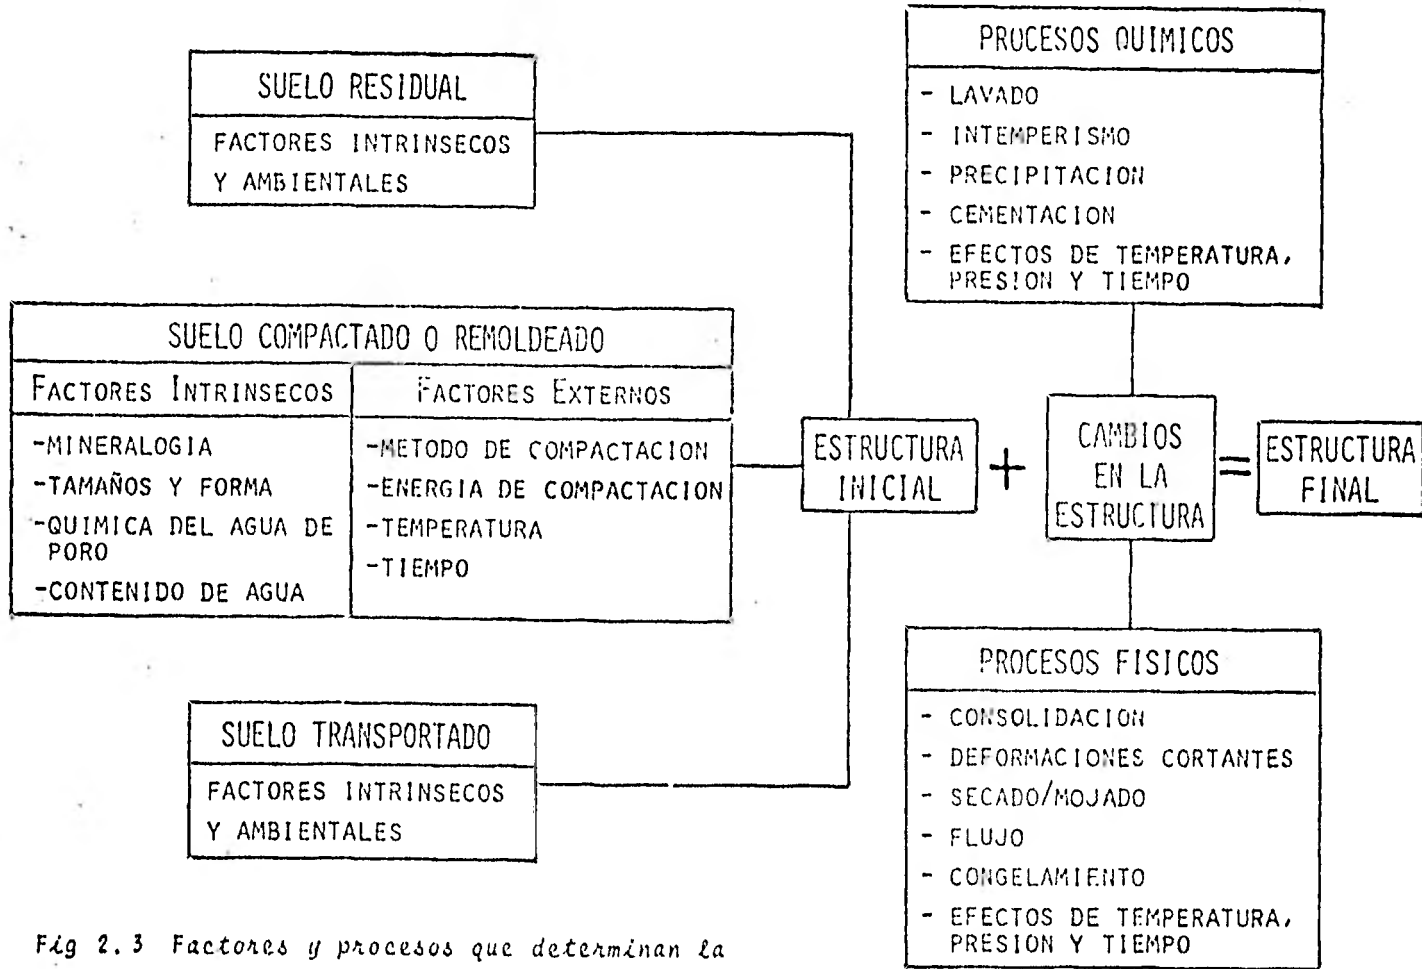 SUELO RESIDUAL
FACTORES INTRINSECOS
Y AMBIENTALES
SUELO COMPACTADO O REMOLDEADO
FACTORES INTRINSECOS
-MINERALOGIA
-TAMAÑOS Y FORMA
-QUIMICA DEL AGUA DE
PORO
-CONTENIDO DE AGUA
FACTORES EXTERNOS
-METODO DE COMPACTACION
-ENERGIA DE COMPACTACION
-TEMPERATURA
-TIEMPO
SUELO TRANSPORTADO
FACTORES INTRINSECOS
Y AMBIENTALES
ESTRUCTURA
INICIAL
+
PROCESOS QUIMICOS
- LAVADO
- INTEMPERISMO
- PRECIPITACION
- CEMENTACION
- EFECTOS DE TEMPERATURA,
PRESION Y TIEMPO
CAMBIOS
EN LA
ESTRUCTURA
=
ESTRUCTURA
FINAL
PROCESOS FISICOS
- CONSOLIDACION
- DEFORMACIONES CORTANTES
- SECADO/MOJADO
- FLUJO
- CONGELAMIENTO
- EFECTOS DE TEMPERATURA,
PRESION Y TIEMPO
Fig 2.3 Factores y procesos que determinan la